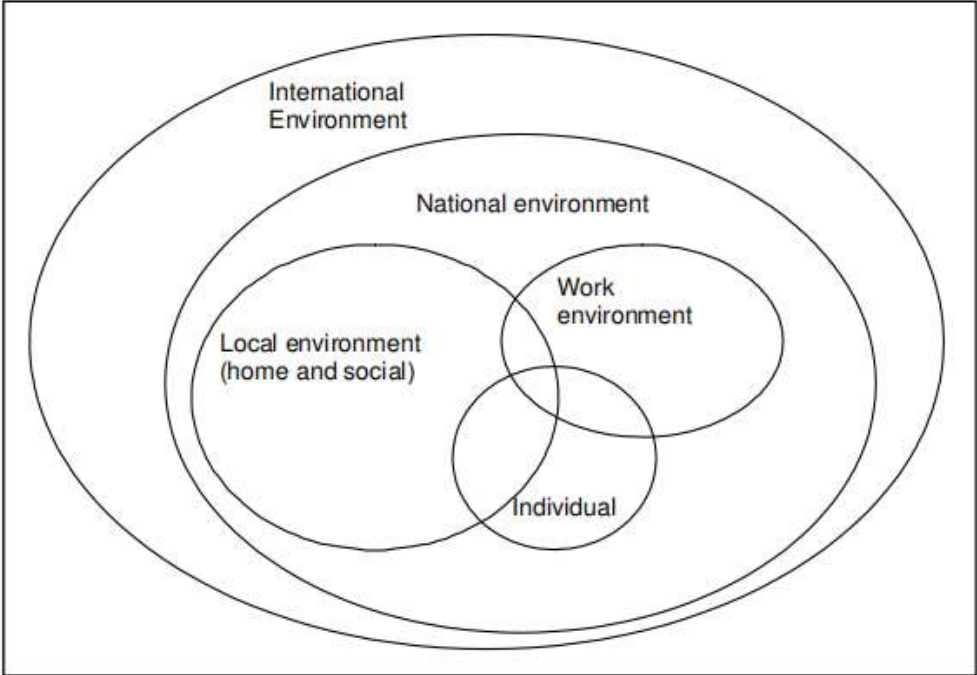 International
Environment
National environment
Work
environment
Local environment
(home and social)
Individual